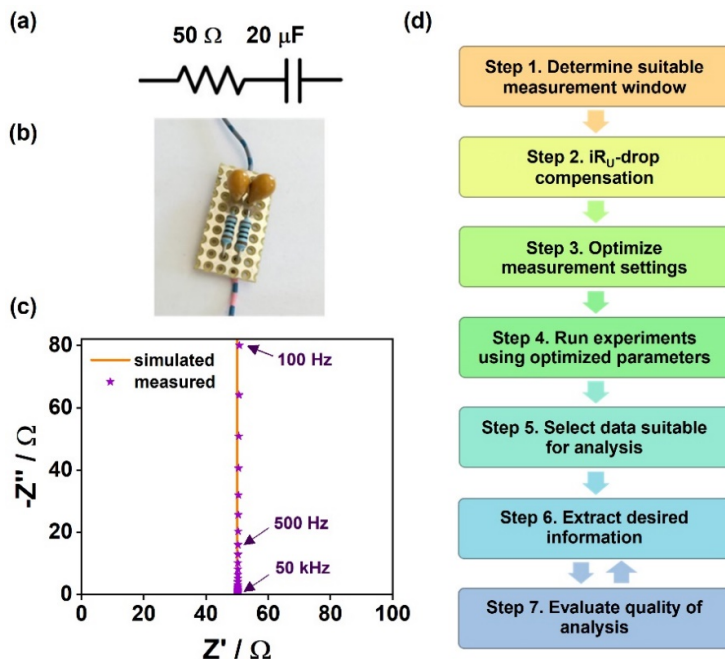 (a)
50 Ω 20 µF
(b)
(c)
80
60
40
20
0
-Z" / Ω
simulated
measured
100 Hz
500 Hz
50 kHz
0 20 40 60 80 100
Z' / Ω
(d)
Step 1. Determine suitable
measurement window
Step 2. iRU-drop
compensation
Step 3. Optimize
measurement settings
Step 4. Run experiments
using optimized parameters
Step 5. Select data suitable
for analysis
Step 6. Extract desired
information
Step 7. Evaluate quality of
analysis